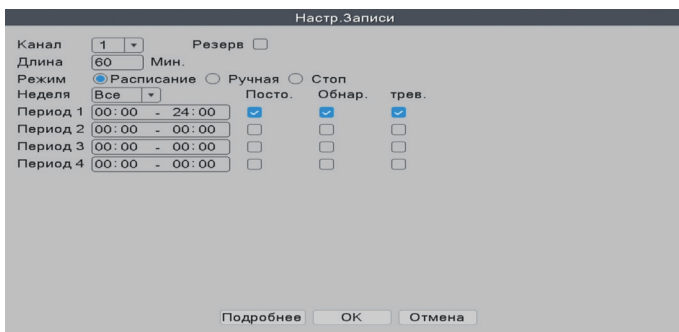 Настр.Записи
Канал 1 Резерв
Длина 60 Мин.
Режим Расписание Ручная Стоп
Неделя Все Посто. Обнар. трев.
Период 1 00:00 - 24:00
Период 2 00:00 - 00:00
Период 3 00:00 - 00:00
Период 4 00:00 - 00:00
Подробнее OK Отмена